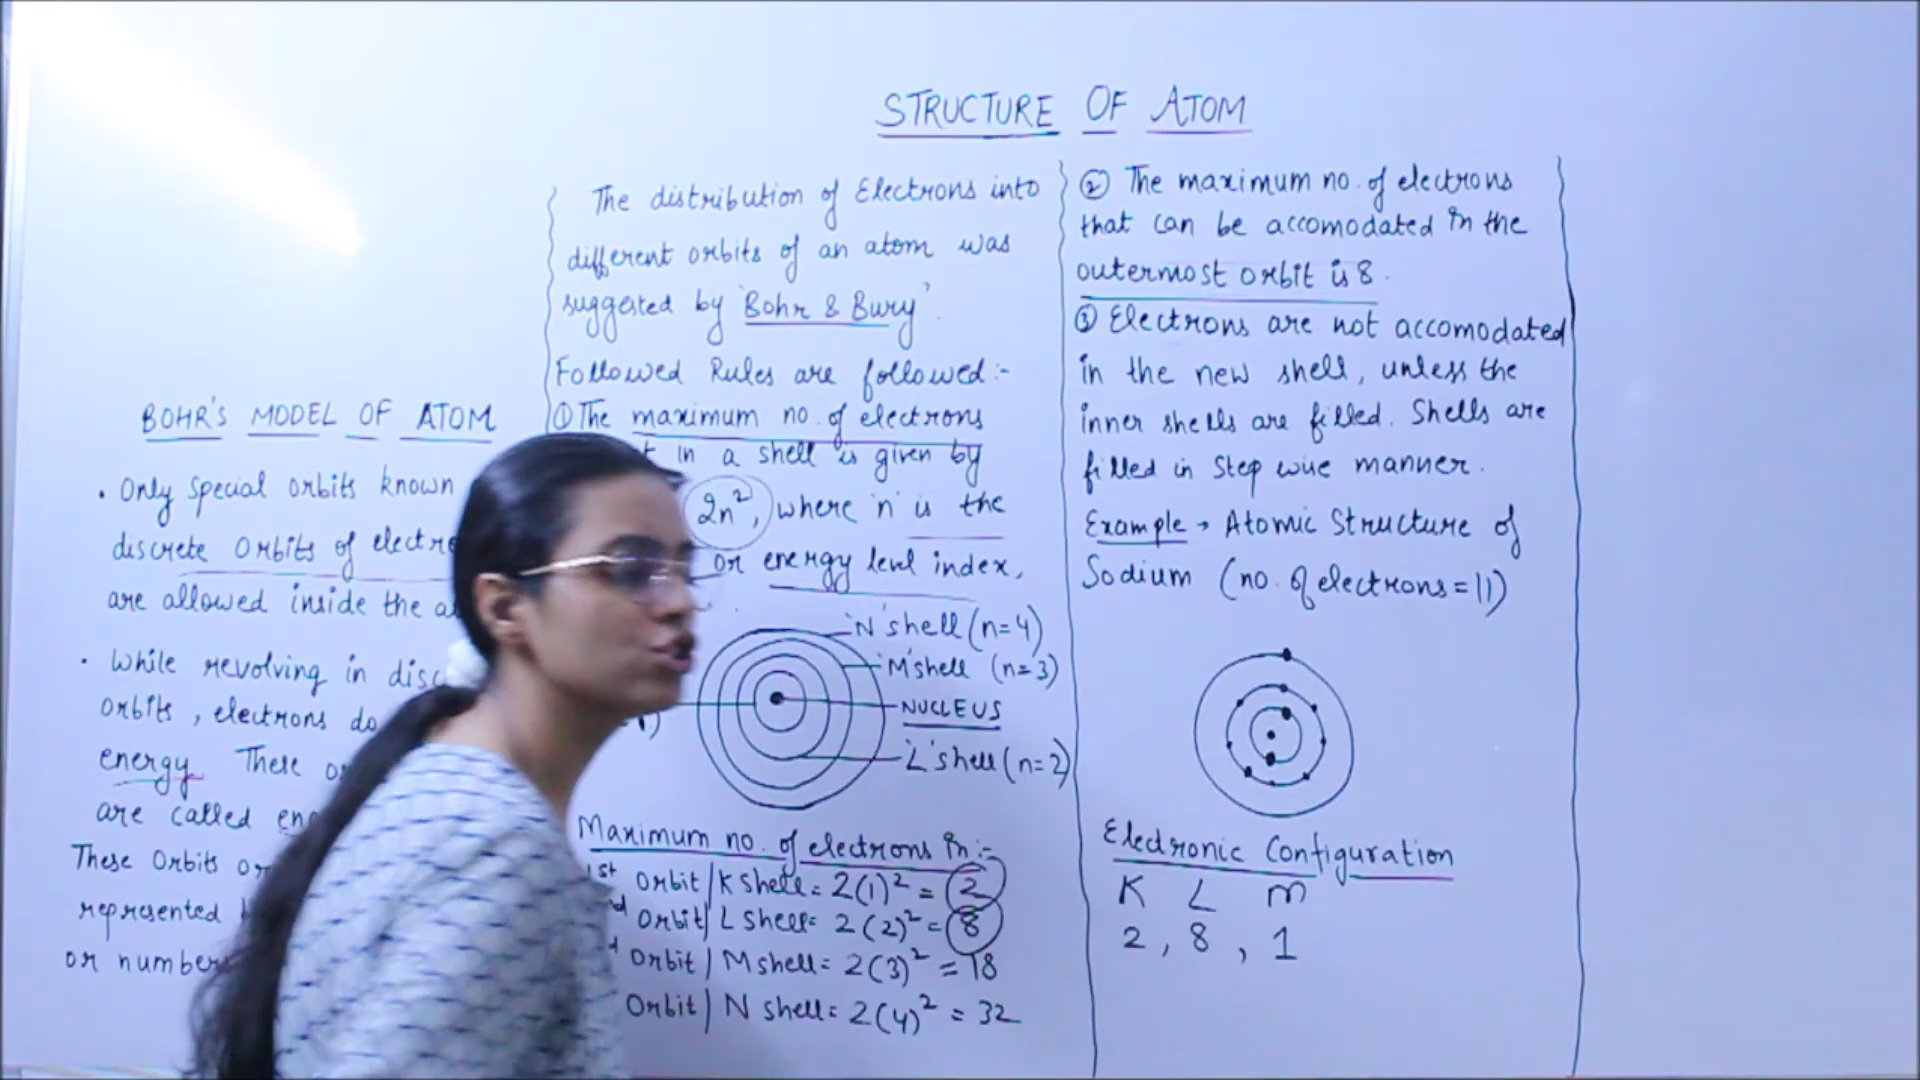 STRUCTURE OF ATOM
BOHR'S MODEL OF ATOM
• Only special orbits known
discrete orbits of
are allowed inside the
• While revolving in
orbits, electrons do
energy. These
are called
These Orbits
represented
or
The distribution of Electrons into
different orbits of an atom was
suggested by 'Bohr & Bury'.
Followed Rules are followed:-
① The maximum no. of electrons
in a shell is given by
2n², where 'n' is the
or energy level index,
'N' shell (n=4)
'M' shell (n=3)
NUCLEUS
'L' shell (n=2)
Maximum no. of electrons in:-
1st Orbit/K Shell = 2(1)² = 2
Orbit/L Shell= 2(2)² = 8
Orbit/M shell = 2(3)² = 18
Orbit/N shell = 2(4)² = 32
② The maximum no. of electrons
that can be accomodated in the
outermost orbit is 8.
③ Electrons are not accomodated
in the new shell, unless the
inner shells are filled. Shells are
filled in step wise manner.
Example → Atomic Structure of
Sodium (no. of electrons = 11)
Electronic Configuration
K L M
2, 8, 1